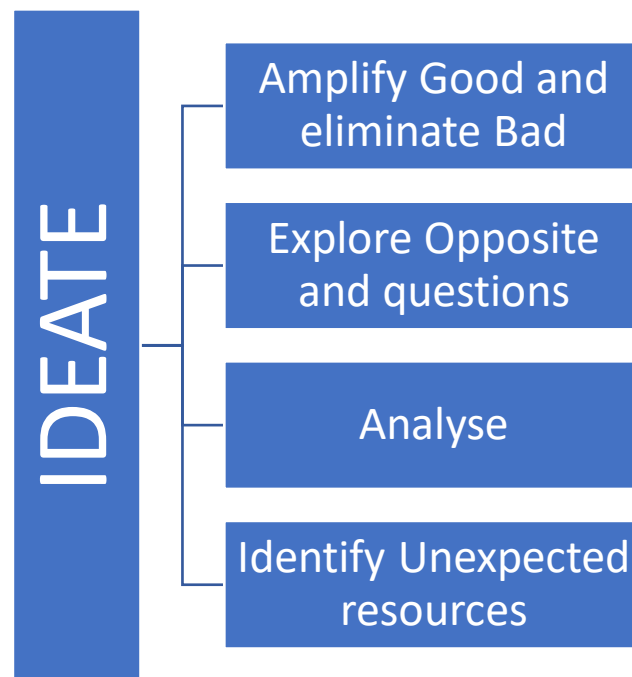 IDEATE
Amplify Good and
eliminate Bad
Explore Opposite
and questions
Analyse
Identify Unexpected
resources